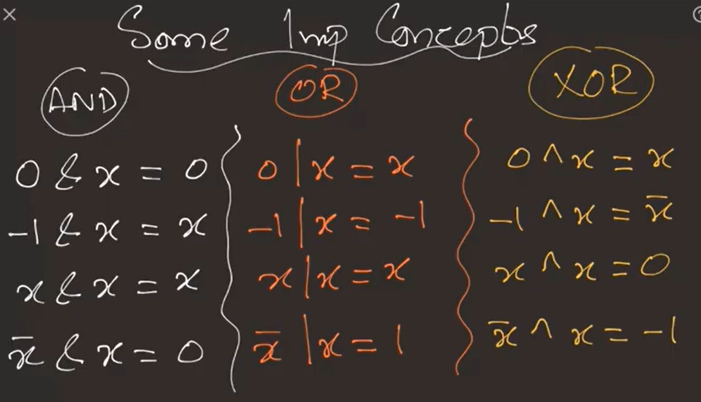 Some Imp Concepts
AND
0 & x = 0
-1 & x = x
x & x = x
x̄ & x = 0
OR
0 | x = x
-1 | x = -1
x | x = x
x̄ | x = 1
XOR
0 ^ x = x
-1 ^ x = x̄
x ^ x = 0
x̄ ^ x = -1